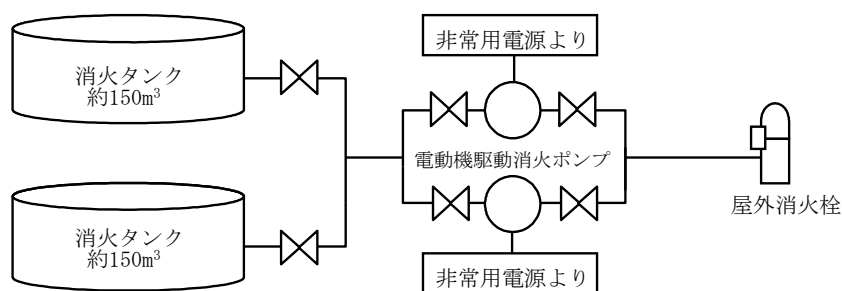 非常用電源より
消火タンク
約150m³
電動機駆動消火ポンプ
屋外消火栓
消火タンク
約150m³
非常用電源より